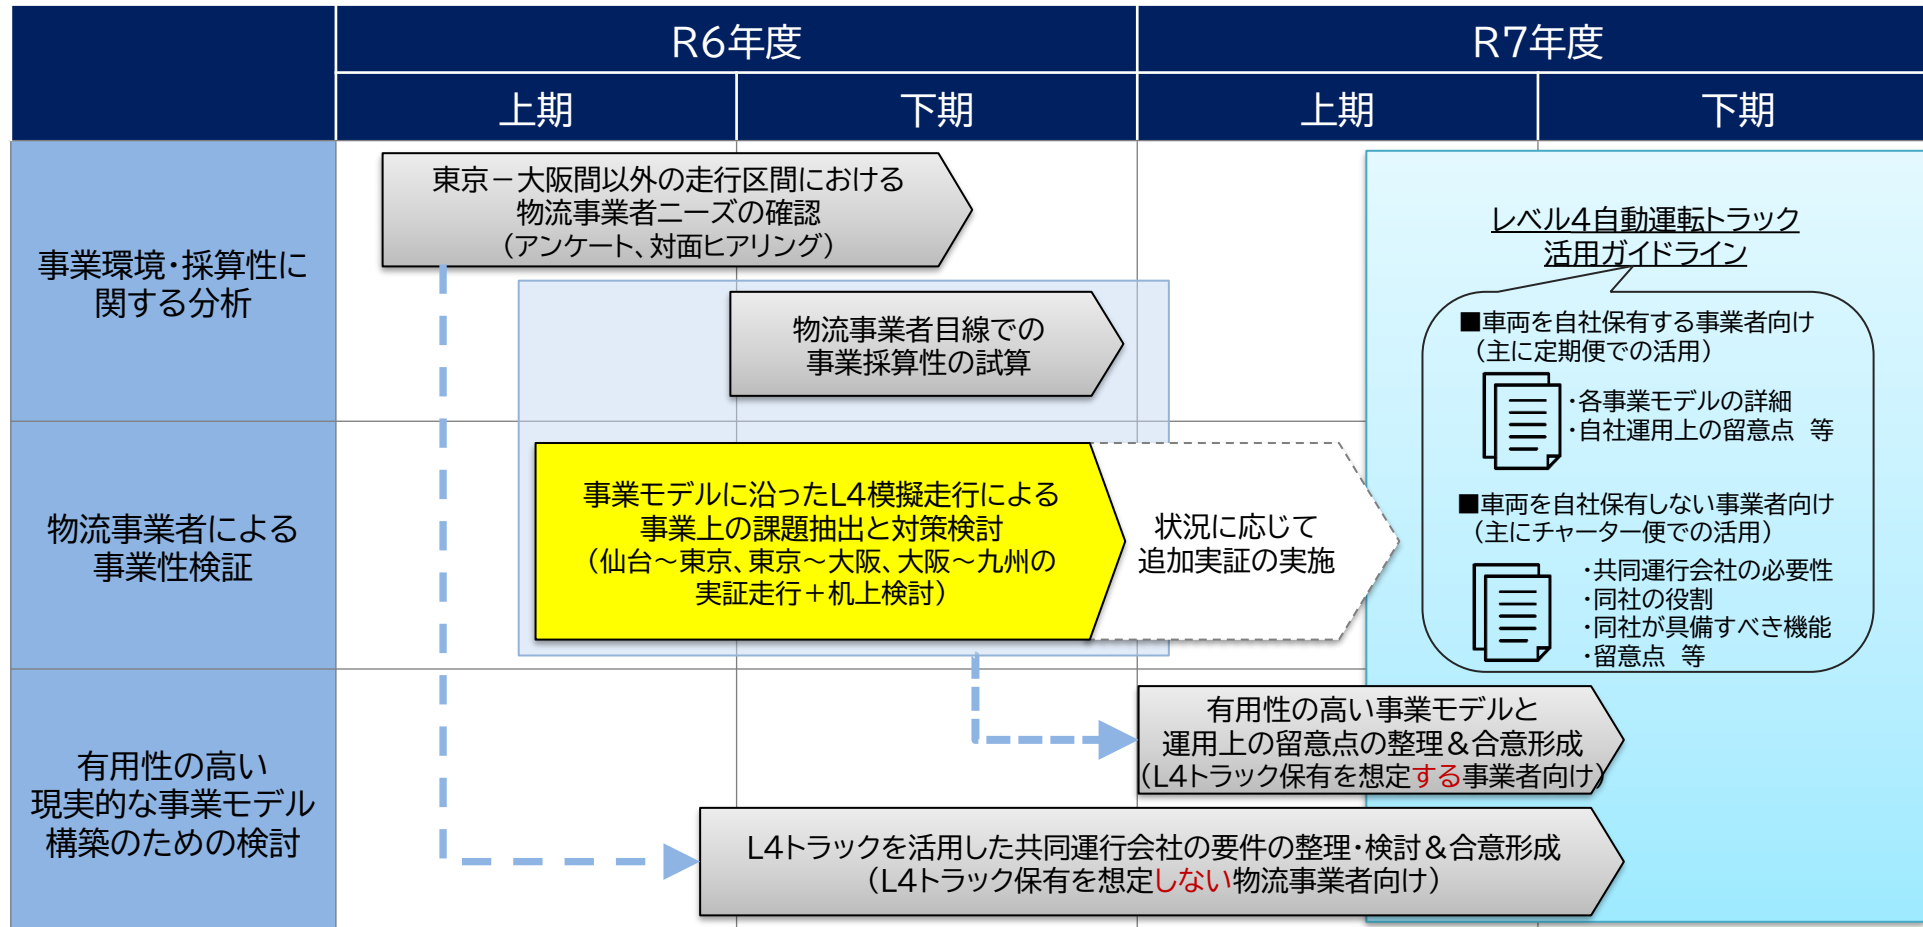 R6年度
R7年度
上期
下期
上期
下期
事業環境・採算性に
関する分析
東京－大阪間以外の走行区間における
物流事業者ニーズの確認
（アンケート、対面ヒアリング）
物流事業者目線での
事業採算性の試算
物流事業者による
事業性検証
事業モデルに沿ったL4模擬走行による
事業上の課題抽出と対策検討
（仙台～東京、東京～大阪、大阪～九州の
実証走行＋机上検討）
状況に応じて
追加実証の実施
有用性の高い
現実的な事業モデル
構築のための検討
有用性の高い事業モデルと
運用上の留意点の整理＆合意形成
（L4トラック保有を想定する事業者向け）
L4トラックを活用した共同運行会社の要件の整理・検討＆合意形成
（L4トラック保有を想定しない物流事業者向け）
レベル4自動運転トラック
活用ガイドライン
■車両を自社保有する事業者向け
（主に定期便での活用）
・各事業モデルの詳細
・自社運用上の留意点　等
■車両を自社保有しない事業者向け
（主にチャーター便での活用）
・共同運行会社の必要性
・同社の役割
・同社が具備すべき機能
・留意点　等